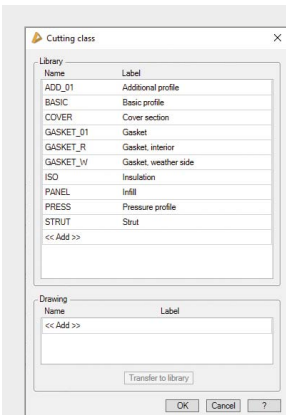 Cutting class
Library
Name Label
ADD_01 Additional profile
BASIC Basic profile
COVER Cover section
GASKET_01 Gasket
GASKET_R Gasket, interior
GASKET_W Gasket, weather side
ISO Insulation
PANEL Infill
PRESS Pressure profile
STRUT Strut
<< Add >>
Drawing
Name Label
<< Add >>
Transfer to library
OK Cancel ?